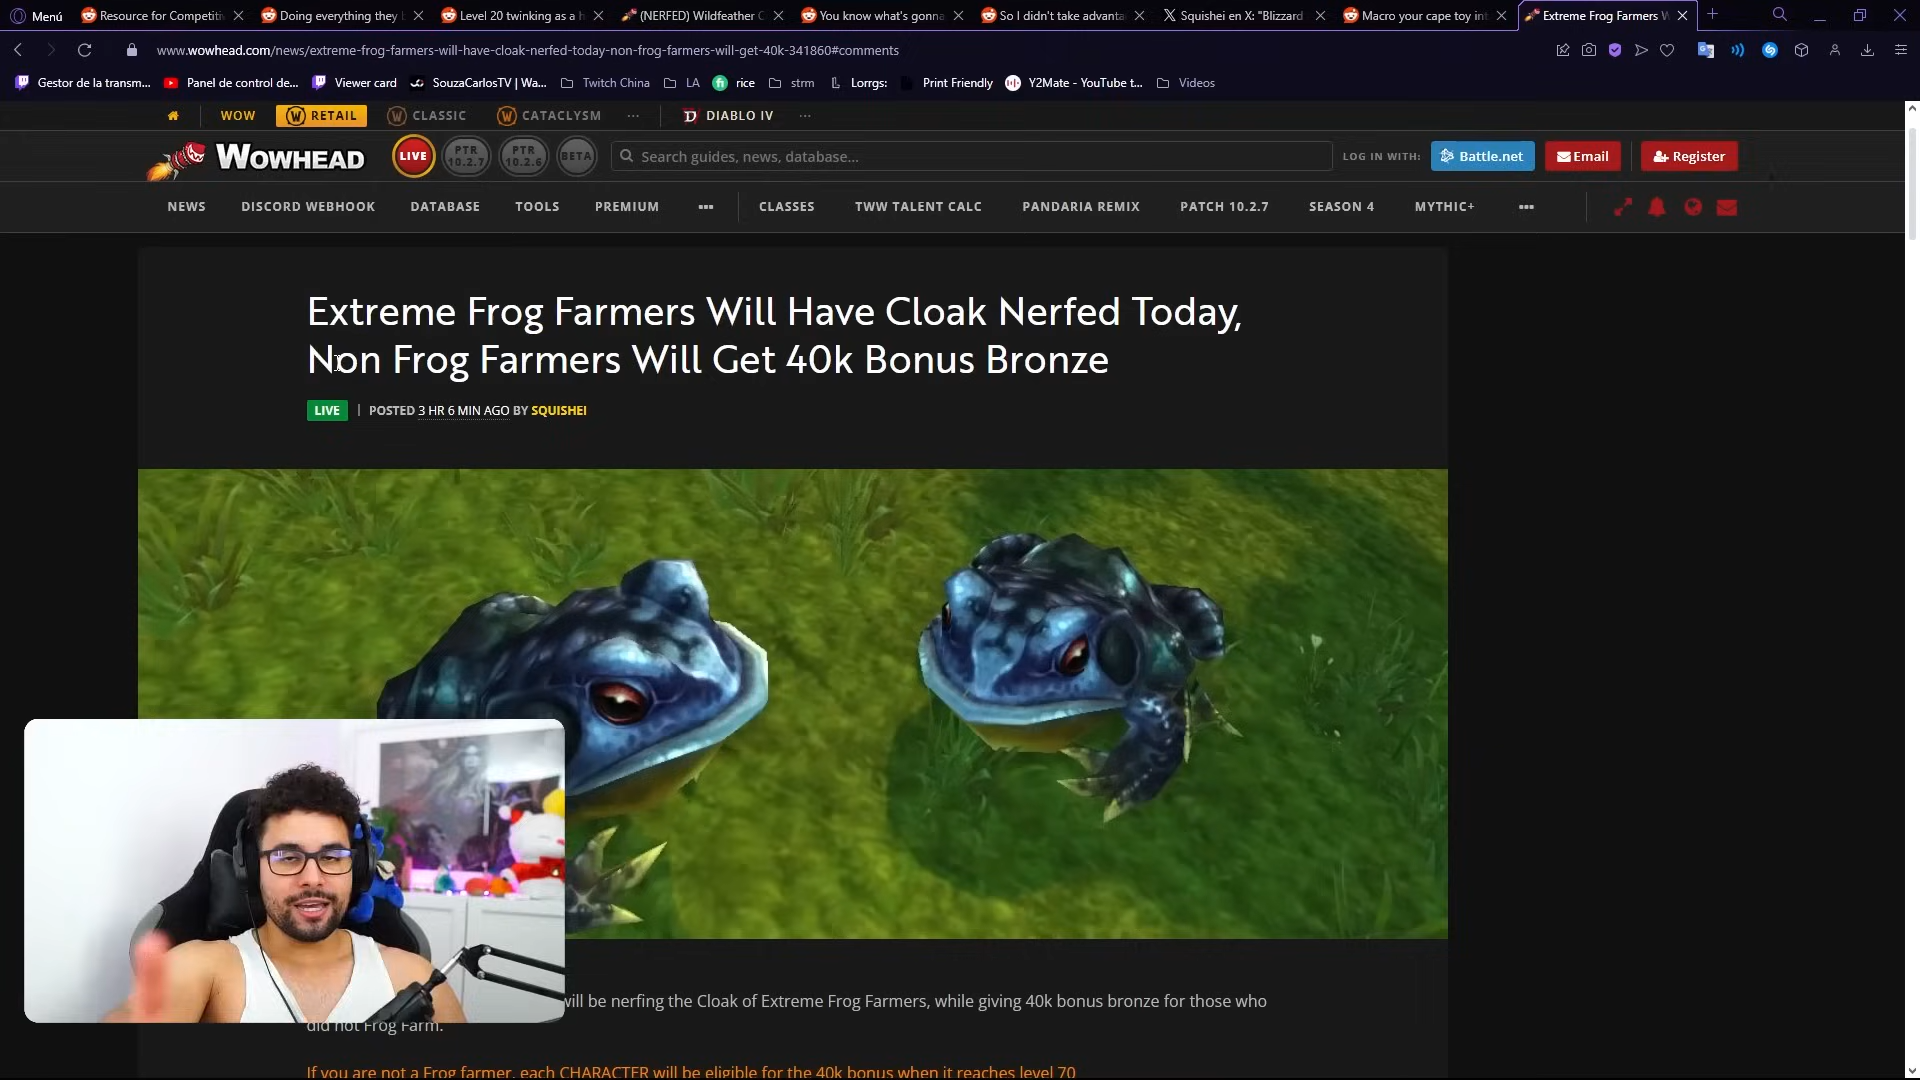 Menú
Resource for Competiti
Doing everything they
Level 20 twinking as a h
(NERFED) Wildfeather C
You know what's gonna
So I didn't take advanta
Squishei en X: "Blizzard
Macro your cape toy int
Extreme Frog Farmers W
www.wowhead.com/news/extreme-frog-farmers-will-have-cloak-nerfed-today-non-frog-farmers-will-get-40k-341860#comments
Gestor de la transm...
Panel de control de...
Viewer card
SouzaCarlosTV | Wa...
Twitch China
LA
rice
strm
Lorrgs:
Print Friendly
Y2Mate - YouTube t...
Videos
WOW
RETAIL
CLASSIC
CATACLYSM
...
DIABLO IV
...
WOWHEAD
LIVE
PTR
10.2.7
PTR
10.2.6
BETA
Search guides, news, database...
LOG IN WITH:
Battle.net
Email
Register
NEWS
DISCORD WEBHOOK
DATABASE
TOOLS
PREMIUM
...
CLASSES
TWW TALENT CALC
PANDARIA REMIX
PATCH 10.2.7
SEASON 4
MYTHIC+
...
Extreme Frog Farmers Will Have Cloak Nerfed Today,
Non Frog Farmers Will Get 40k Bonus Bronze
LIVE | POSTED 3 HR 6 MIN AGO BY SQUISHEI
will be nerfing the Cloak of Extreme Frog Farmers, while giving 40k bonus bronze for those who
did not Frog Farm.
If you are not a Frog farmer, each CHARACTER will be eligible for the 40k bonus when it reaches level 70